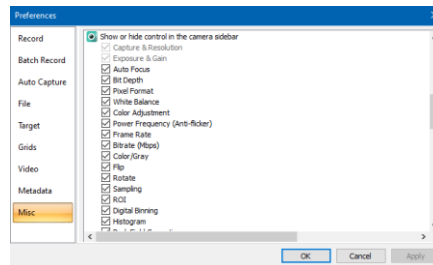 Preferences
Record
Batch Record
Auto Capture
File
Target
Grids
Video
Metadata
Misc
Show or hide control in the camera sidebar
Capture & Resolution
Exposure & Gain
Auto Focus
Bit Depth
Pixel Format
White Balance
Color Adjustment
Power Frequency (Anti-flicker)
Frame Rate
Bitrate (Mbps)
Color/Gray
Flip
Rotate
Sampling
ROI
Digital Binning
Histogram
OK
Cancel
Apply